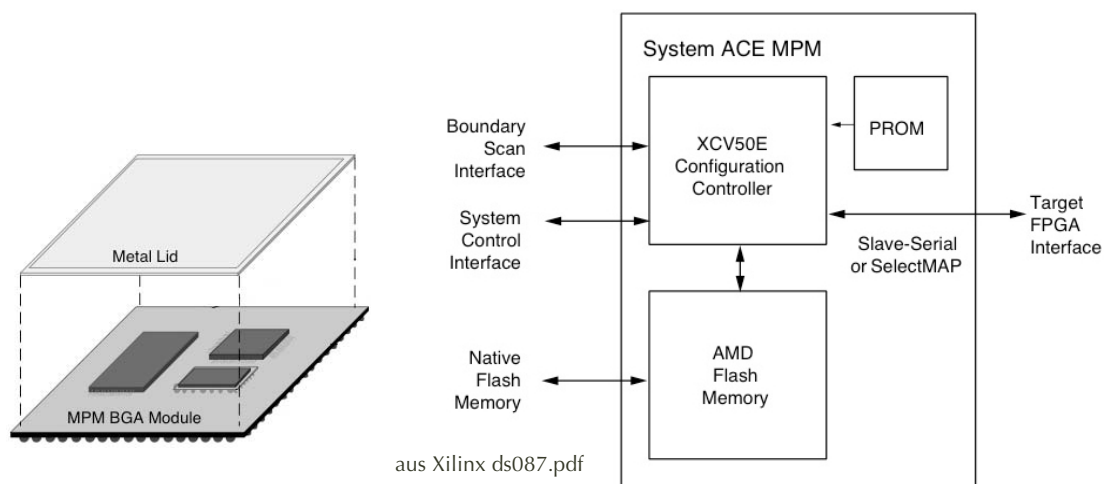 Metal Lid
MPM BGA Module
System ACE MPM
Boundary
Scan
Interface
XCV50E
Configuration
Controller
PROM
System
Control
Interface
Target
FPGA
Interface
Slave-Serial
or SelectMAP
Native
Flash
Memory
AMD
Flash
Memory
aus Xilinx ds087.pdf